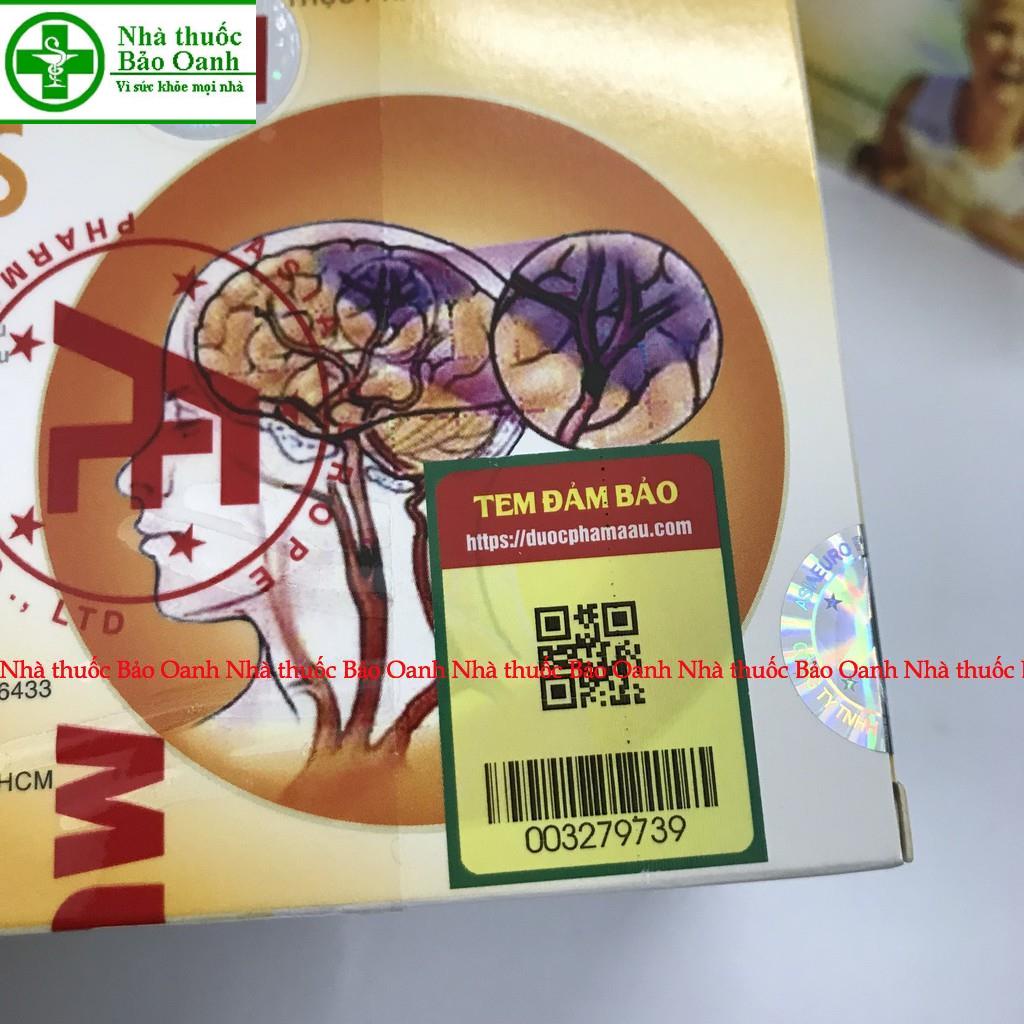 Nhà thuốc
Bảo Oanh
Vì sức khỏe mọi nhà
PHARM
ASIA EUROPE
., LTD
TEM ĐẢM BẢO
https://duocphamaau.com
003279739
Nhà thuốc Bảo Oanh Nhà thuốc Bảo Oanh Nhà thuốc Bảo Oanh Nhà thuốc Bảo Oanh Nhà thuốc
6433
HCM
TY TNHH